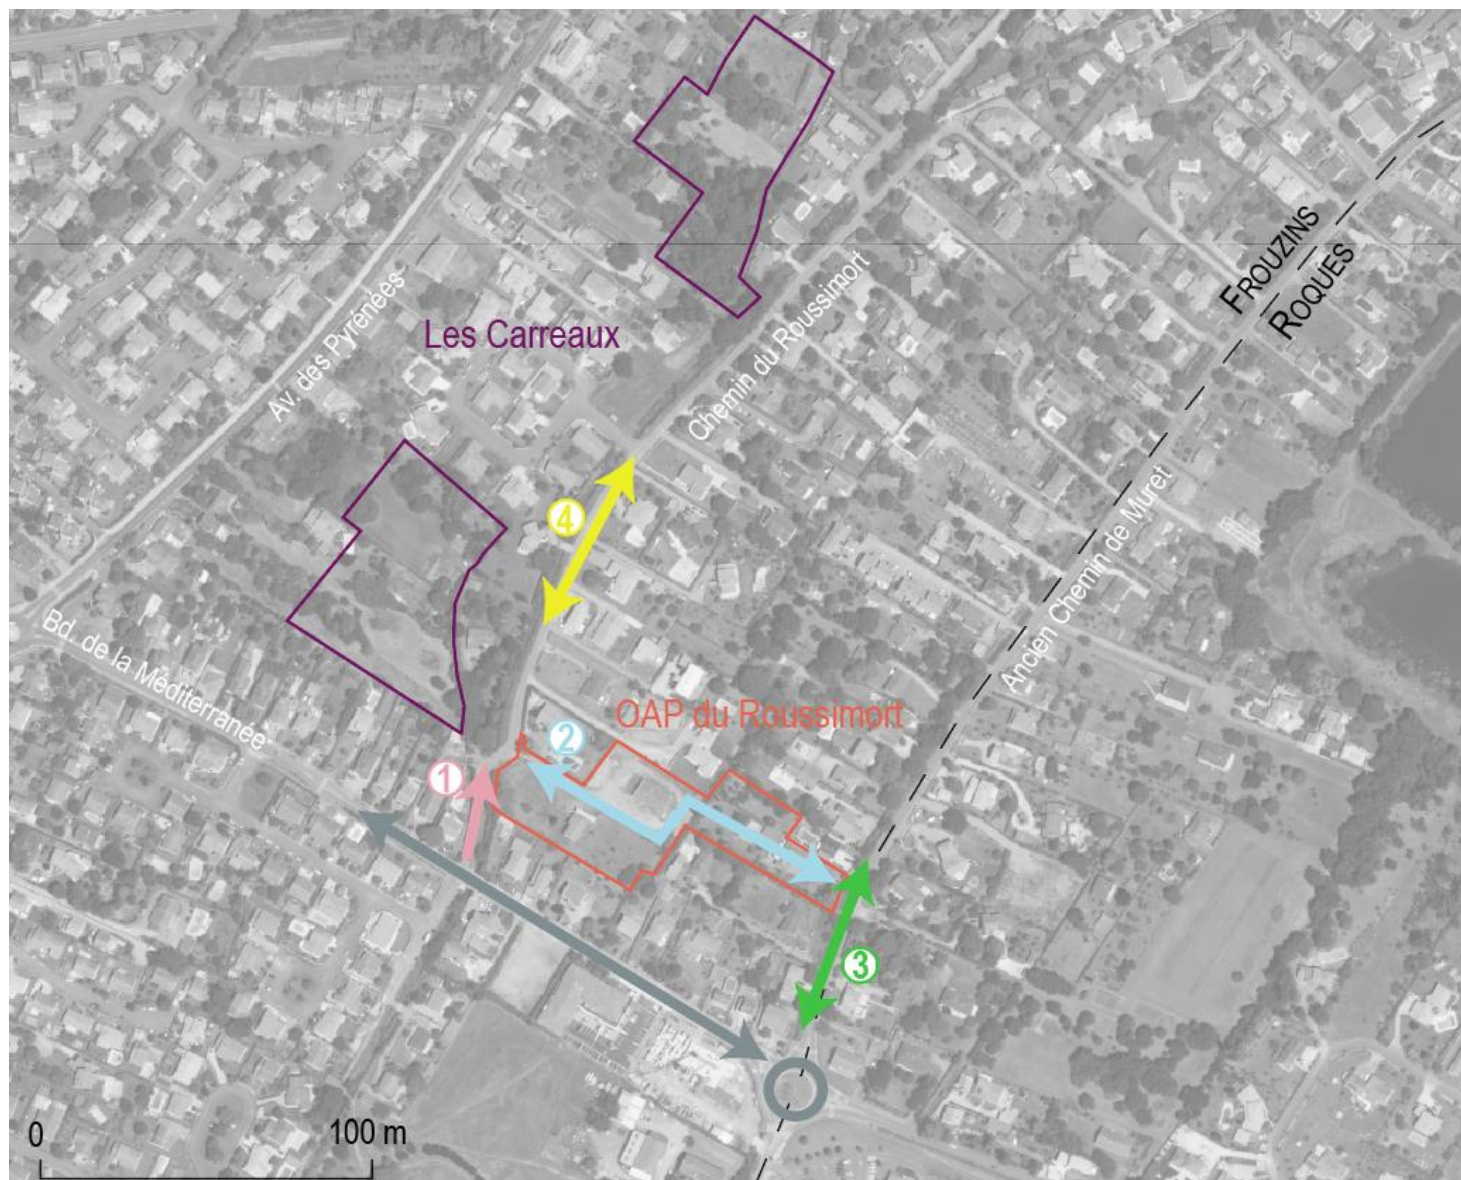 FROUZINS
ROQUES
Av. des Pyrénées
Les Carreaux
Chemin du Roussimort
4
Ancien Chemin de Muret
Bd. de la Méditerranée
OAP du Roussimort
2
1
3
0
100 m